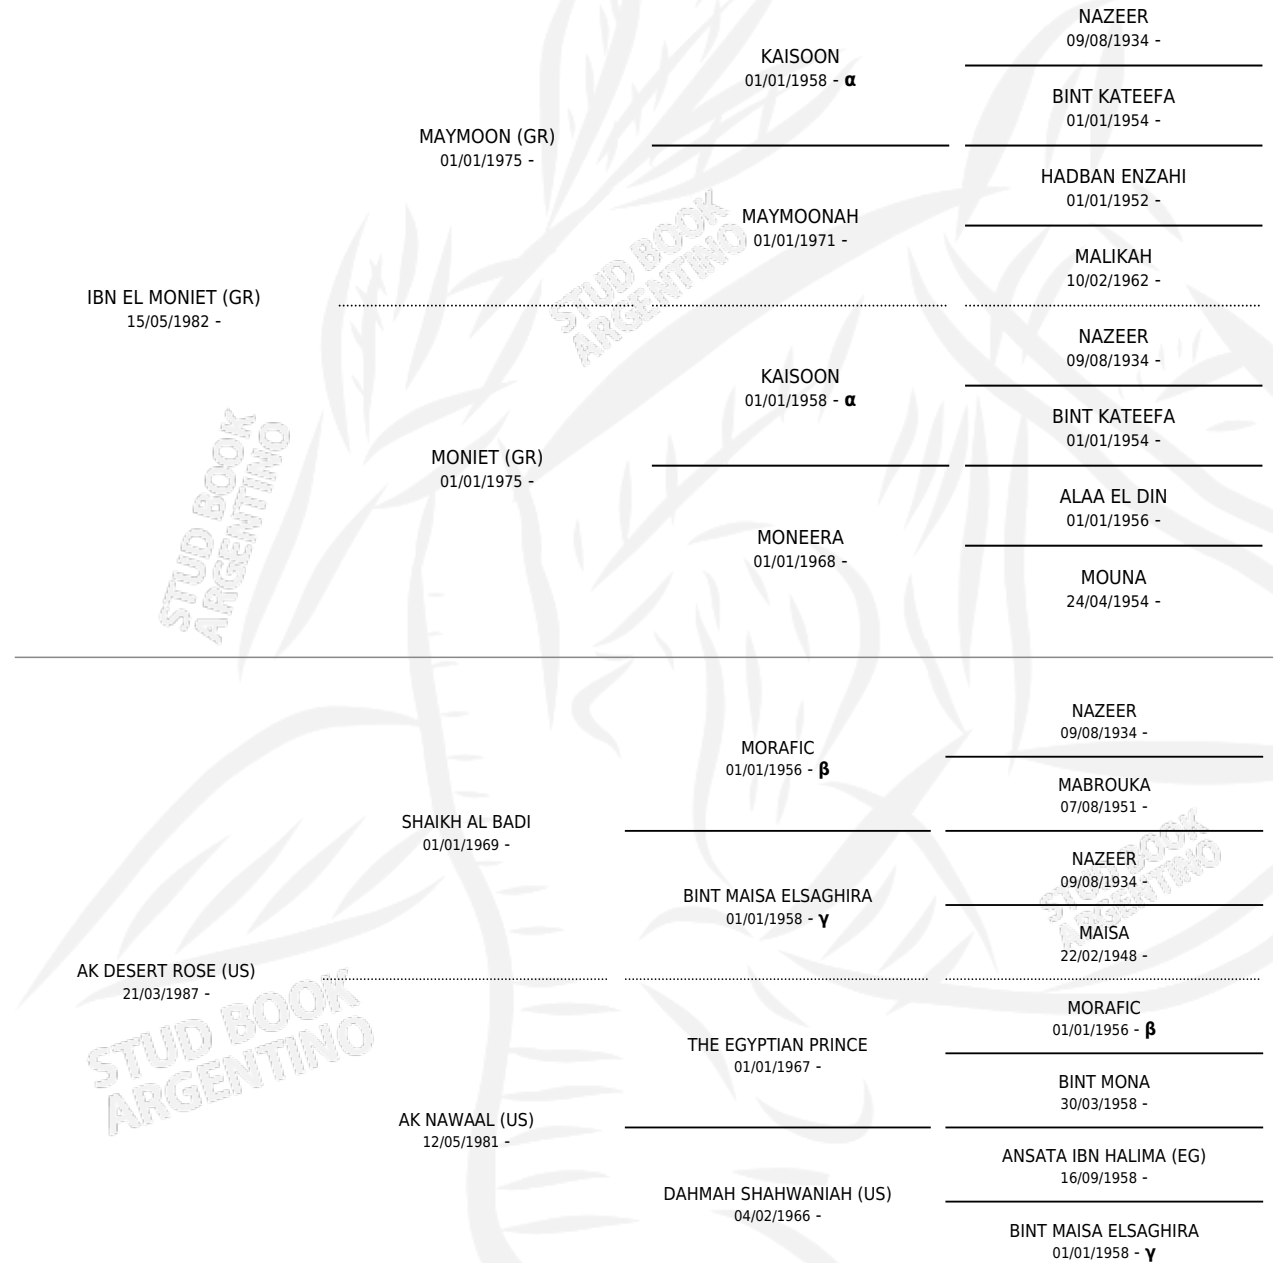 NAZEER
09/08/1934 -
KAISOON
01/01/1958 - α
BINT KATEEFA
01/01/1954 -
MAYMOON (GR)
01/01/1975 -
HADBAN ENZAHI
01/01/1952 -
MAYMOONAH
01/01/1971 -
MALIKAH
10/02/1962 -
IBN EL MONIET (GR)
15/05/1982 -
STUD BOOK
ARGENTINO
NAZEER
09/08/1934 -
KAISOON
01/01/1958 - α
BINT KATEEFA
01/01/1954 -
MONIET (GR)
01/01/1975 -
ALAA EL DIN
01/01/1956 -
MONEERA
01/01/1968 -
MOUNA
24/04/1954 -
STUD BOOK
ARGENTINO
NAZEER
09/08/1934 -
MORAFIC
01/01/1956 - β
MABROUKA
07/08/1951 -
SHAIKH AL BADI
01/01/1969 -
NAZEER
09/08/1934 -
BINT MAISA ELSAGHIRA
01/01/1958 - γ
MAISA
22/02/1948 -
STUD BOOK
ARGENTINO
AK DESERT ROSE (US)
21/03/1987 -
STUD BOOK
ARGENTINO
MORAFIC
01/01/1956 - β
THE EGYPTIAN PRINCE
01/01/1967 -
BINT MONA
30/03/1958 -
AK NAWAAL (US)
12/05/1981 -
ANSATA IBN HALIMA (EG)
16/09/1958 -
DAHMAH SHAHWANIAH (US)
04/02/1966 -
BINT MAISA ELSAGHIRA
01/01/1958 - γ